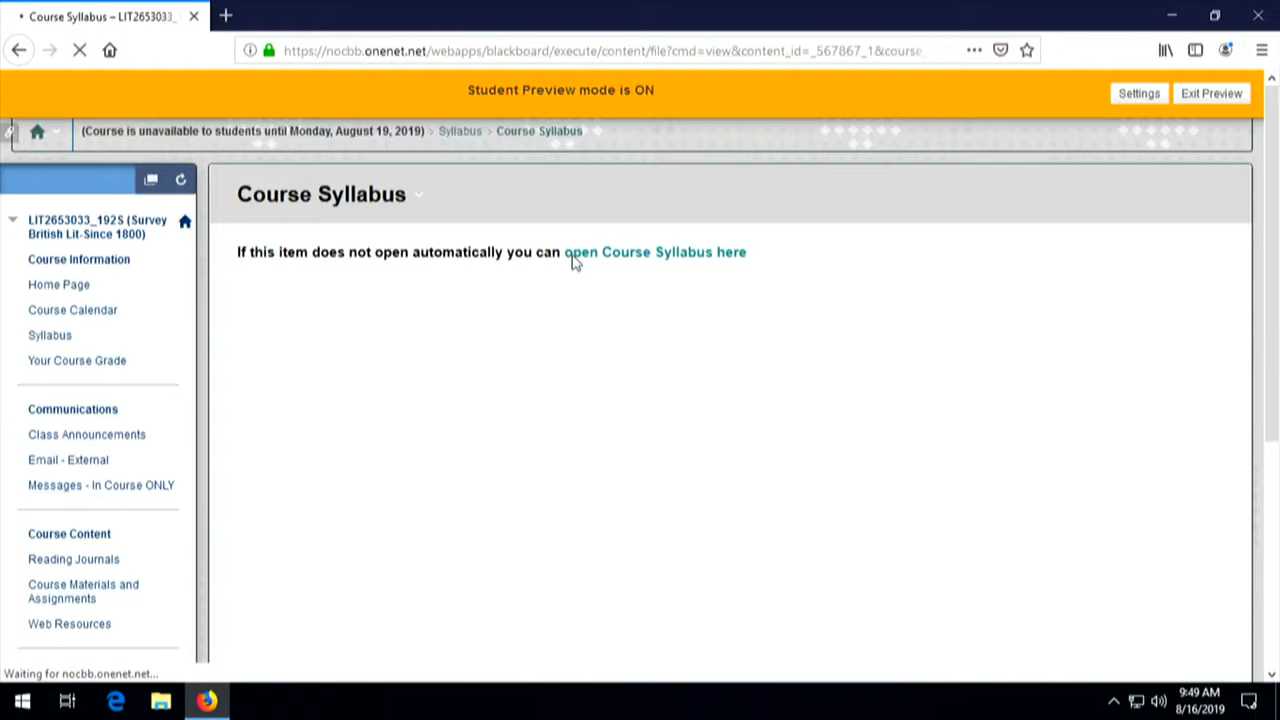 Course Syllabus – LIT2653033_
https://nocbb.onenet.net/webapps/blackboard/execute/content/file?cmd=view&content_id=_567867_1&course_
Student Preview mode is ON
Settings
Exit Preview
(Course is unavailable to students until Monday, August 19, 2019) › Syllabus › Course Syllabus
LIT2653033_192S (Survey
British Lit-Since 1800)
Course Information
Home Page
Course Calendar
Syllabus
Your Course Grade
Communications
Class Announcements
Email - External
Messages - In Course ONLY
Course Content
Reading Journals
Course Materials and
Assignments
Web Resources
Course Syllabus
If this item does not open automatically you can open Course Syllabus here
Waiting for nocbb.onenet.net...
9:49 AM
8/16/2019